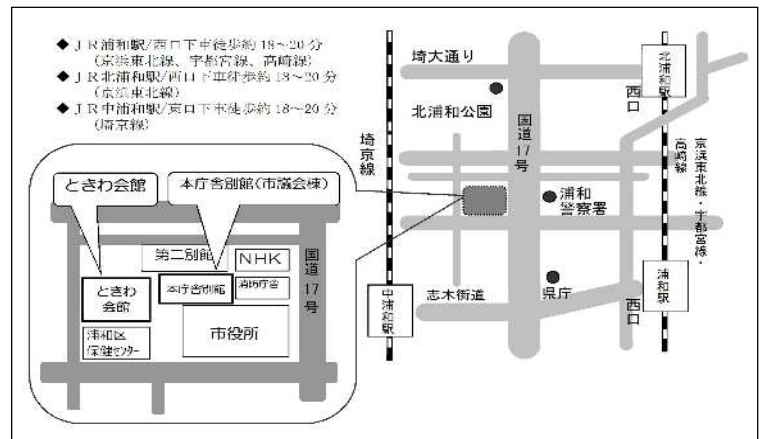 ◆ＪＲ浦和駅/西口下車徒歩約18～20分
(京浜東北線、宇都宮線、高崎線)
◆ＪＲ北浦和駅/西口下車徒歩約18～20分
(京浜東北線)
◆ＪＲ中浦和駅/東口下車徒歩約18～20分
(埼京線)
埼大通り
北浦和駅
西口
北浦和公園
国道17号
埼京線
高崎線
京浜東北線・宇都宮線・
ときわ会館
本庁舎別館(市議会棟)
浦和
警察署
第二別館
NHK
国道17号
ときわ
会館
本庁舎別館
消防庁舎
浦和区
保健センター
市役所
中浦和駅
志木街道
県庁
西口
浦和駅